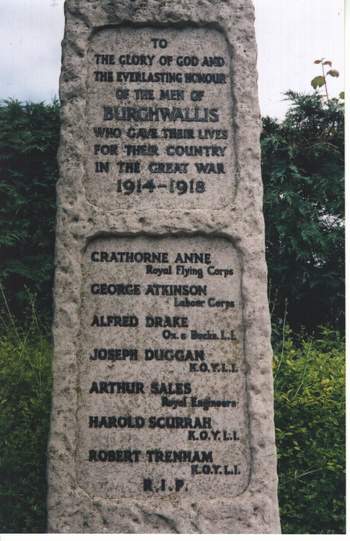 TO
THE GLORY OF GOD AND
THE EVERLASTING HONOUR
OF THE MEN OF
BURGHWALLIS
WHO GAVE THEIR LIVES
FOR THEIR COUNTRY
IN THE GREAT WAR
1914-1918
CRATHORNE ANNE
Royal Flying Corps
GEORGE ATKINSON
Labour Corps
ALFRED DRAKE
Ox. & Bucks. L.I.
JOSEPH DUGGAN
K.O.Y.L.I.
ARTHUR SALES
Royal Engineers
HAROLD SCURRAH
K.O.Y.L.I.
ROBERT TRENHAM
K.O.Y.L.I.
R.I.P.